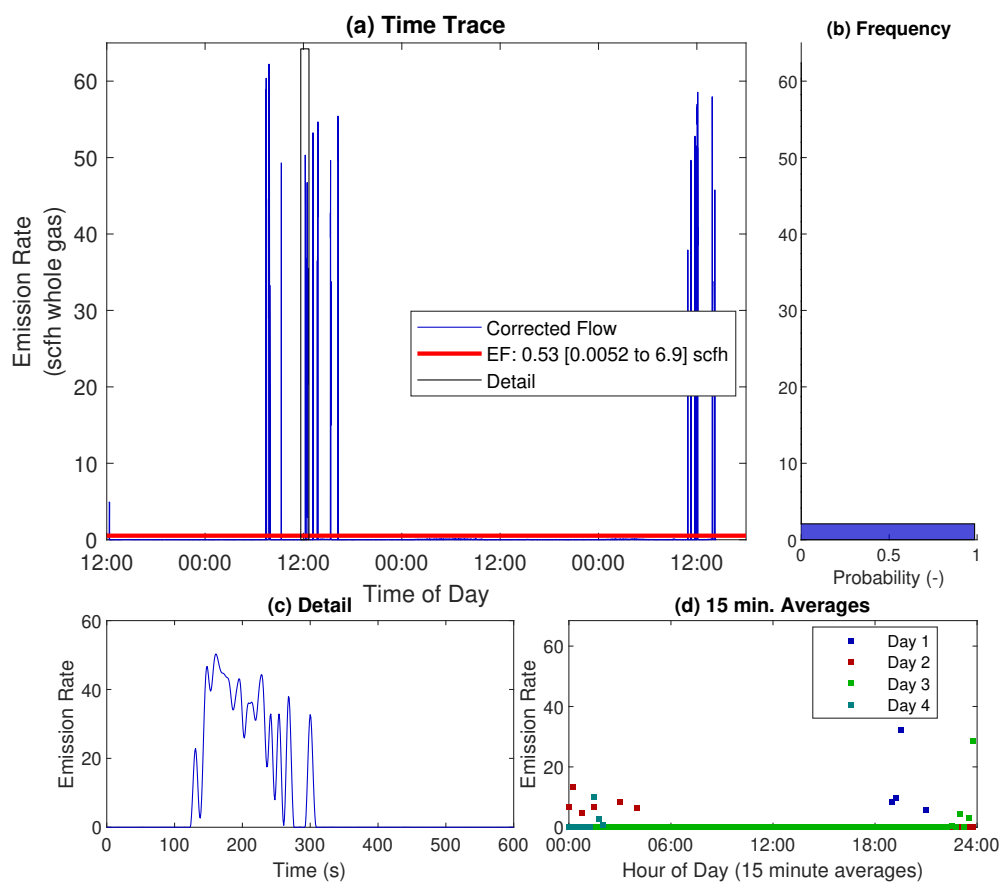 (a) Time Trace
60
50
40
30
20
10
0
Emission Rate
(scfh whole gas)
Corrected Flow
EF: 0.53 [0.0052 to 6.9] scfh
Detail
12:00 00:00 12:00 00:00 12:00 00:00 12:00
Time of Day
(b) Frequency
60
50
40
30
20
10
0
0 0.5 1
Probability (-)
(c) Detail
60
40
20
0
Emission Rate
0 100 200 300 400 500 600
Time (s)
(d) 15 min. Averages
60
40
20
0
Emission Rate
Day 1
Day 2
Day 3
Day 4
00:00 06:00 12:00 18:00 24:00
Hour of Day (15 minute averages)